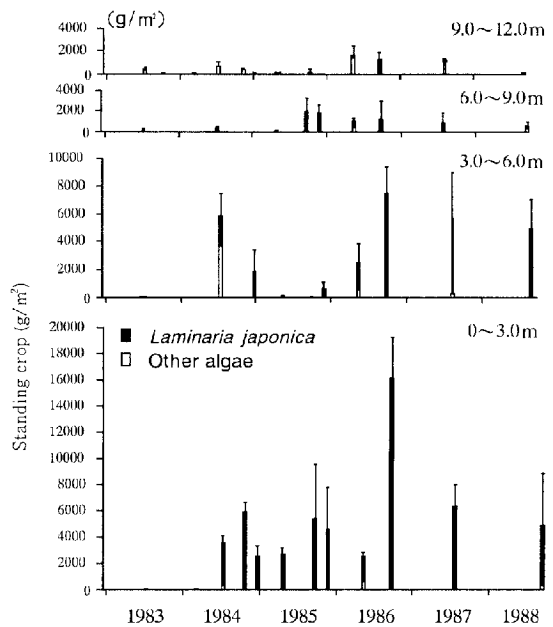 (g/m²)
9.0～12.0m
4000
2000
0
6.0～9.0m
4000
2000
0
3.0～6.0m
10000
8000
6000
4000
2000
0
0～3.0m
20000
18000
16000
14000
12000
10000
8000
6000
4000
2000
0
Standing crop (g/m²)
Laminaria japonica
Other algae
1983 1984 1985 1986 1987 1988